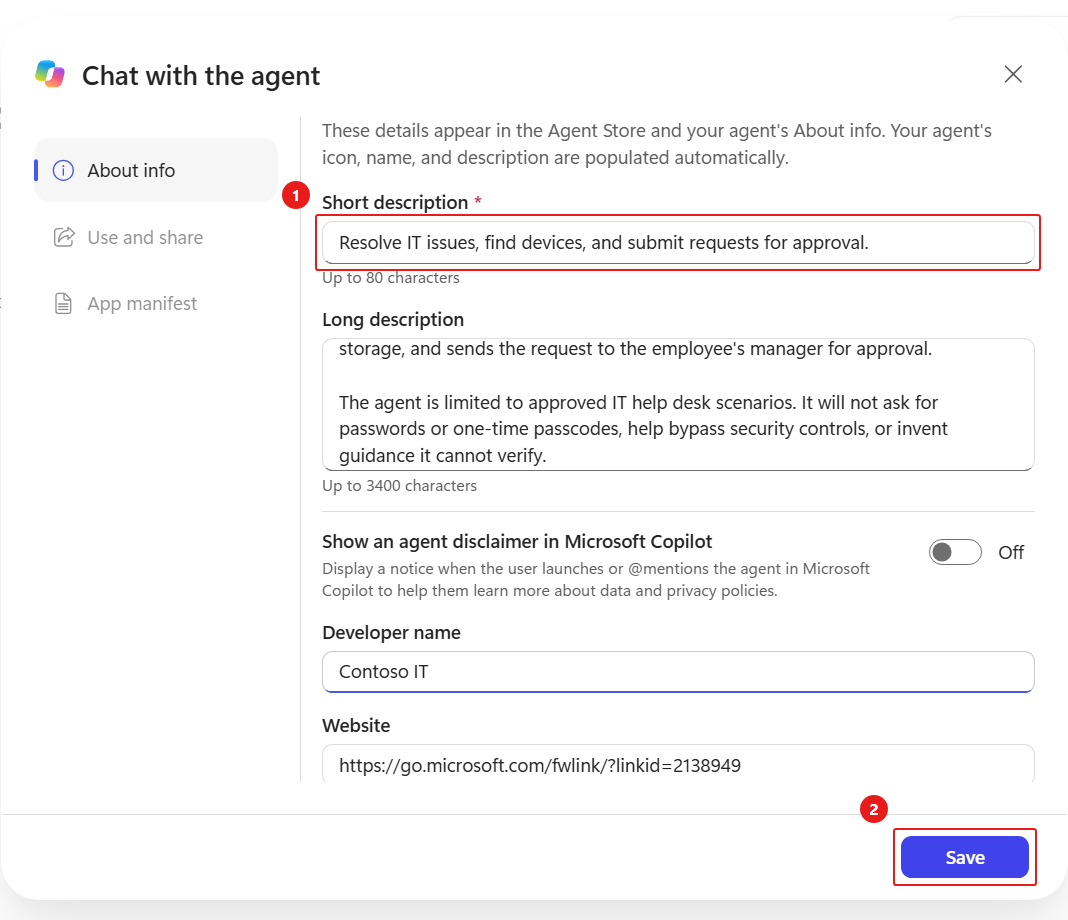 Chat with the agent
About info
Use and share
App manifest
These details appear in the Agent Store and your agent's About info. Your agent's
icon, name, and description are populated automatically.
1
Short description *
Resolve IT issues, find devices, and submit requests for approval.
Up to 80 characters
Long description
storage, and sends the request to the employee's manager for approval.
The agent is limited to approved IT help desk scenarios. It will not ask for
passwords or one-time passcodes, help bypass security controls, or invent
guidance it cannot verify.
Up to 3400 characters
Show an agent disclaimer in Microsoft Copilot
Off
Display a notice when the user launches or @mentions the agent in Microsoft
Copilot to help them learn more about data and privacy policies.
Developer name
Contoso IT
Website
https://go.microsoft.com/fwlink/?linkid=2138949
2
Save